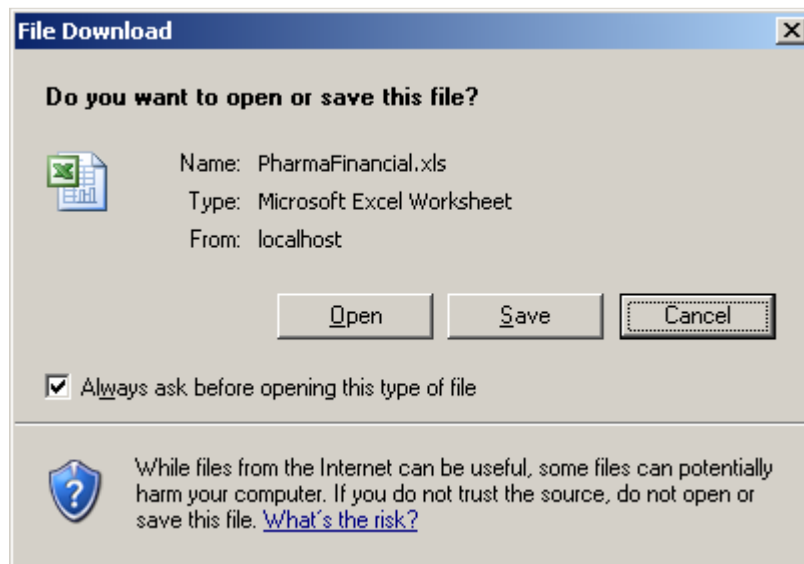 File Download
Do you want to open or save this file?
Name: PharmaFinancial.xls
Type: Microsoft Excel Worksheet
From: localhost
Open Save Cancel
Always ask before opening this type of file
While files from the Internet can be useful, some files can potentially
harm your computer. If you do not trust the source, do not open or
save this file. What's the risk?